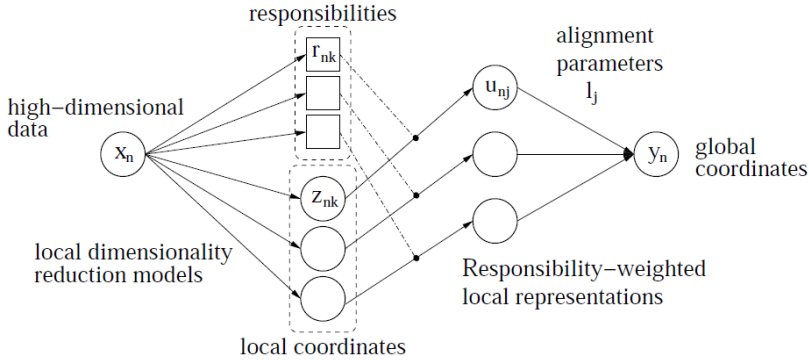 responsibilities
r_nk
alignment
parameters
l_j
high-dimensional
data
x_n
u_nj
y_n
global
coordinates
z_nk
local dimensionality
reduction models
Responsibility-weighted
local representations
local coordinates